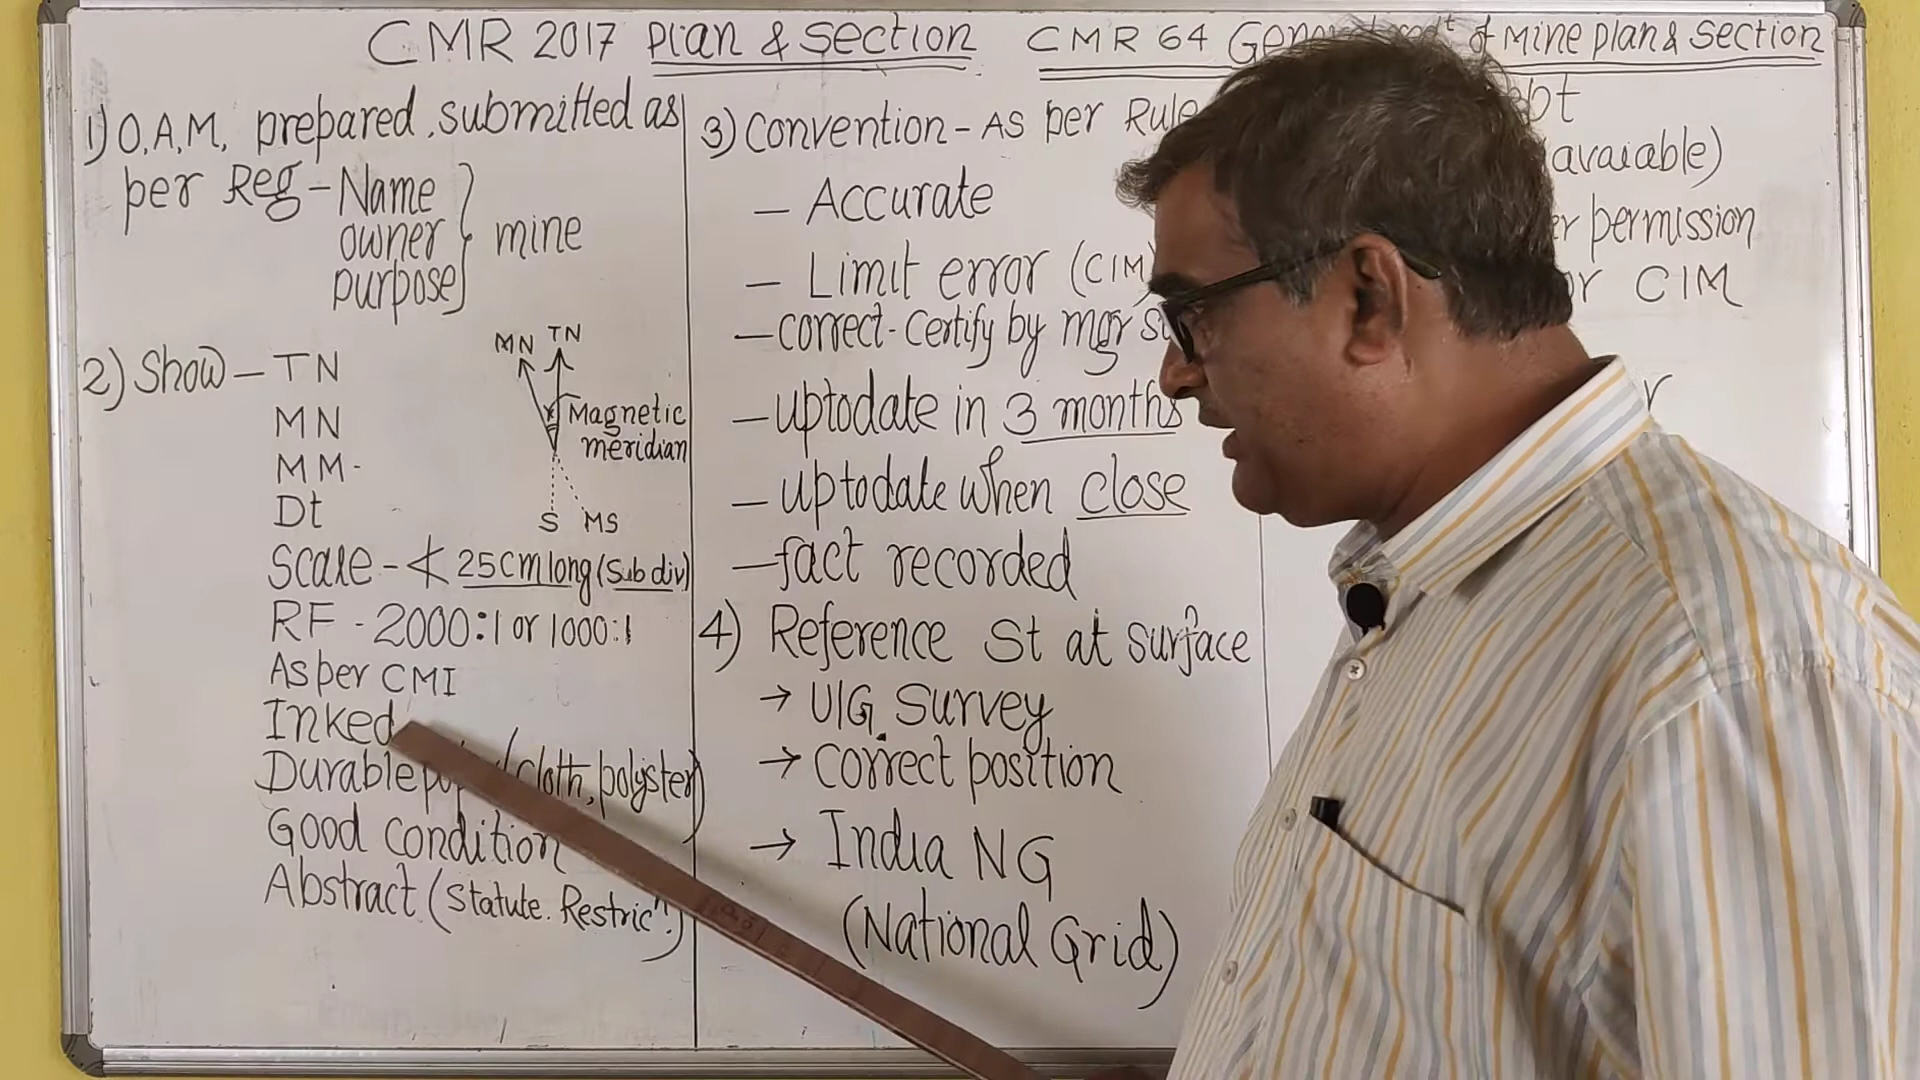 CMR 2017 Plan & Section
CMR 64 of Mine plan & Section
1) O.A.M, prepared, submitted as
per Reg - Name
owner
purpose
mine
2) Show - TN
MN
MM-
Dt
MN TN
Magnetic
meridian
S MS
Scale - ≮ 25cm long (Sub div)
RF - 2000:1 or 1000:1
As per CMI
Inked
Durable (cloth, polyster)
Good condition
Abstract (Statute. Restricn.)
3) Convention - As per Rule
- Accurate
- Limit error (CIM)
- correct - Certify by mgr
- uptodate in 3 months
- uptodate when close
- fact recorded
4) Reference St at surface
→ U/G Survey
→ Correct position
→ India NG
(National Grid)
avaiable)
permission
or CIM